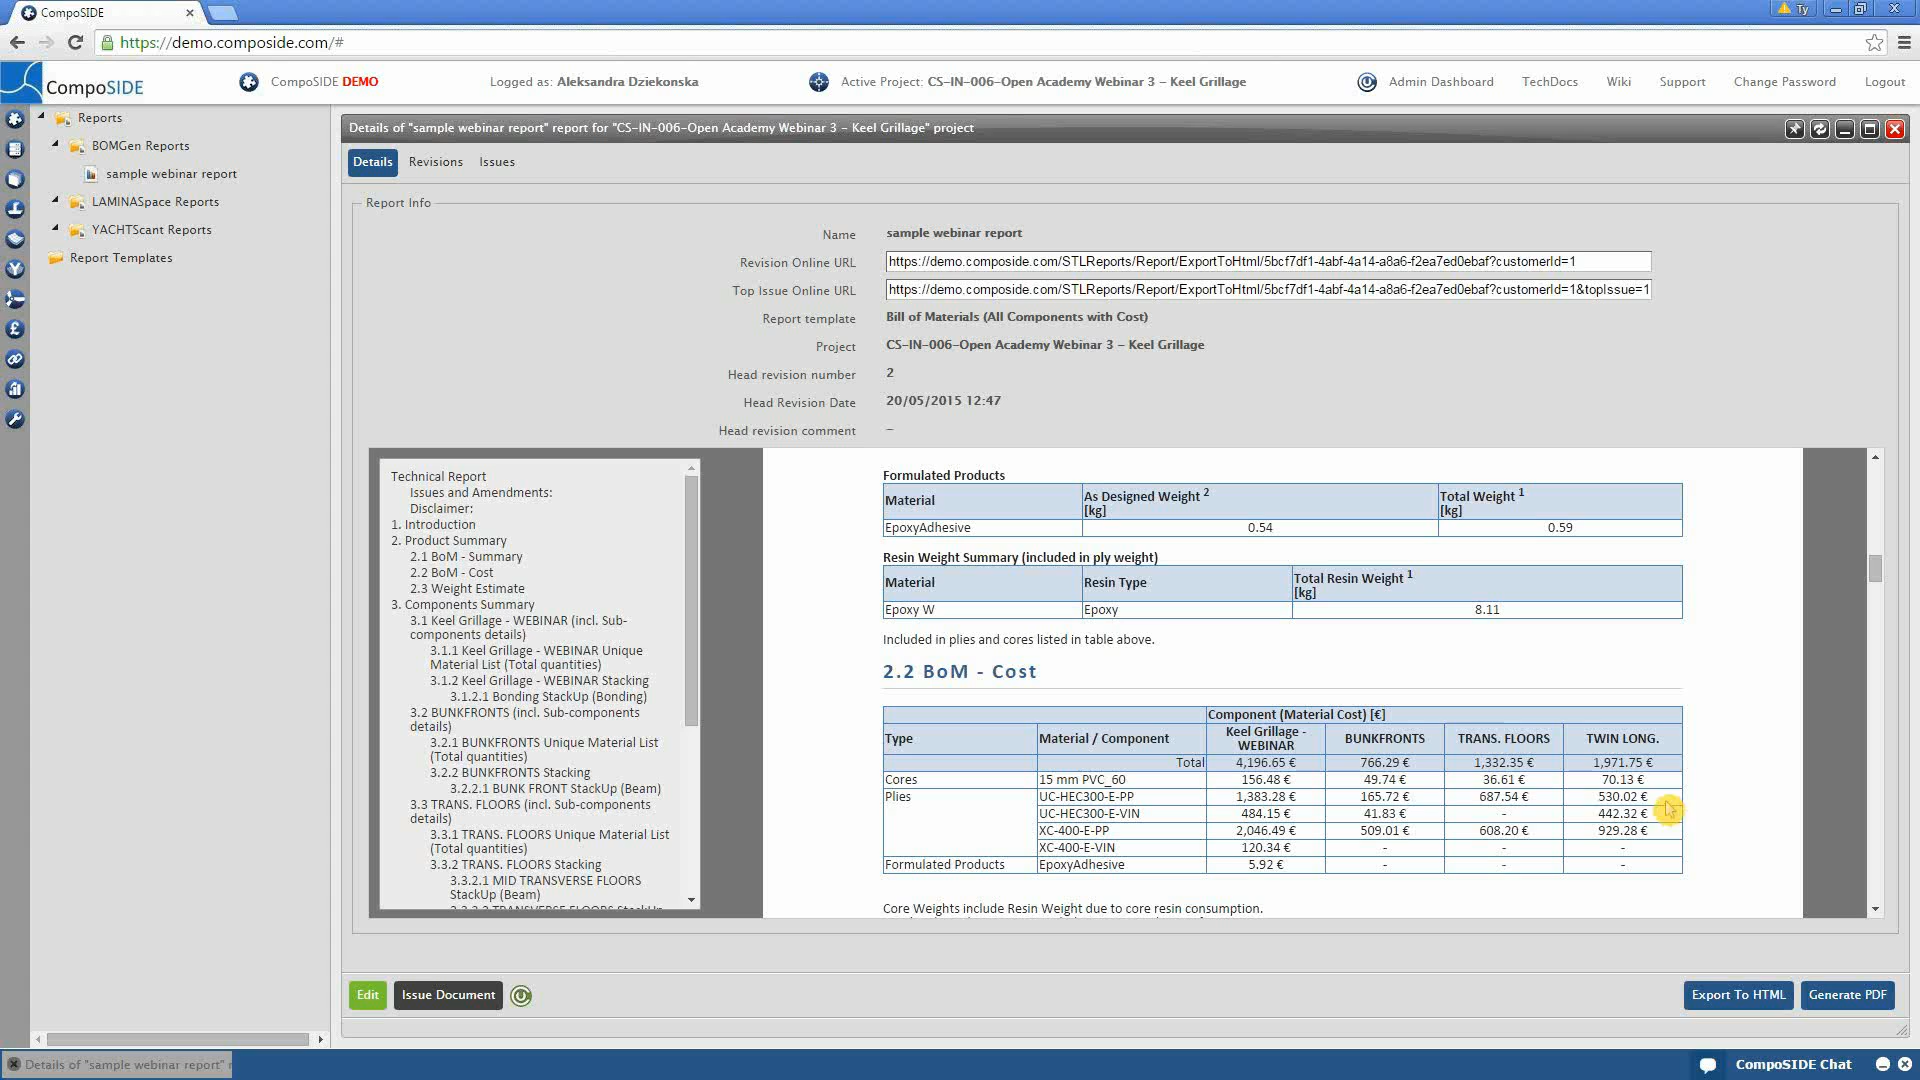 CompoSIDE
Ty
https://demo.composide.com/#
CompoSIDE
CompoSIDE DEMO
Logged as: Aleksandra Dziekonska
Active Project: CS-IN-006-Open Academy Webinar 3 - Keel Grillage
Admin Dashboard
TechDocs
Wiki
Support
Change Password
Logout
Reports
BOMGen Reports
sample webinar report
LAMINASpace Reports
YACHTScant Reports
Report Templates
Details of "sample webinar report" report for "CS-IN-006-Open Academy Webinar 3 - Keel Grillage" project
Details Revisions Issues
Report Info
Name sample webinar report
Revision Online URL https://demo.composide.com/STLReports/Report/ExportToHtml/5bcf7df1-4abf-4a14-a8a6-f2ea7ed0ebaf?customerId=1
Top Issue Online URL https://demo.composide.com/STLReports/Report/ExportToHtml/5bcf7df1-4abf-4a14-a8a6-f2ea7ed0ebaf?customerId=1&topIssue=1
Report template Bill of Materials (All Components with Cost)
Project CS-IN-006-Open Academy Webinar 3 - Keel Grillage
Head revision number 2
Head Revision Date 20/05/2015 12:47
Head revision comment –
Technical Report
Issues and Amendments:
Disclaimer:
1. Introduction
2. Product Summary
2.1 BoM - Summary
2.2 BoM - Cost
2.3 Weight Estimate
3. Components Summary
3.1 Keel Grillage - WEBINAR (incl. Sub-
components details)
3.1.1 Keel Grillage - WEBINAR Unique
Material List (Total quantities)
3.1.2 Keel Grillage - WEBINAR Stacking
3.1.2.1 Bonding StackUp (Bonding)
3.2 BUNKFRONTS (incl. Sub-components
details)
3.2.1 BUNKFRONTS Unique Material List
(Total quantities)
3.2.2 BUNKFRONTS Stacking
3.2.2.1 BUNK FRONT StackUp (Beam)
3.3 TRANS. FLOORS (incl. Sub-components
details)
3.3.1 TRANS. FLOORS Unique Material List
(Total quantities)
3.3.2 TRANS. FLOORS Stacking
3.3.2.1 MID TRANSVERSE FLOORS
StackUp (Beam)
Formulated Products
Material As Designed Weight 2 [kg] Total Weight 1 [kg]
EpoxyAdhesive 0.54 0.59
Resin Weight Summary (included in ply weight)
Material Resin Type Total Resin Weight 1 [kg]
Epoxy W Epoxy 8.11
Included in plies and cores listed in table above.
2.2 BoM - Cost
Component (Material Cost) [€]
Type Material / Component Keel Grillage - WEBINAR BUNKFRONTS TRANS. FLOORS TWIN LONG.
Total 4,196.65 € 766.29 € 1,332.35 € 1,971.75 €
Cores 15 mm PVC_60 156.48 € 49.74 € 36.61 € 70.13 €
Plies UC-HEC300-E-PP 1,383.28 € 165.72 € 687.54 € 530.02 €
UC-HEC300-E-VIN 484.15 € 41.83 € - 442.32 €
XC-400-E-PP 2,046.49 € 509.01 € 608.20 € 929.28 €
XC-400-E-VIN 120.34 € - - -
Formulated Products EpoxyAdhesive 5.92 € - - -
Core Weights include Resin Weight due to core resin consumption.
Edit
Issue Document
Export To HTML
Generate PDF
Details of "sample webinar report"
CompoSIDE Chat